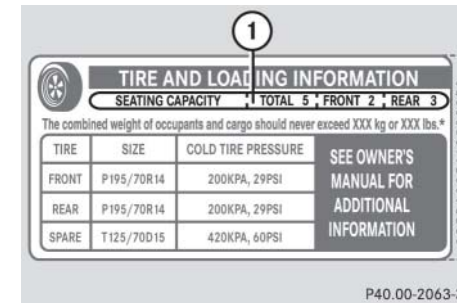 1
TIRE AND LOADING INFORMATION
SEATING CAPACITY TOTAL 5 FRONT 2 REAR 3
The combined weight of occupants and cargo should never exceed XXX kg or XXX lbs.*
TIRE SIZE COLD TIRE PRESSURE SEE OWNER'S MANUAL FOR ADDITIONAL INFORMATION
FRONT P195/70R14 200KPA, 29PSI
REAR P195/70R14 200KPA, 29PSI
SPARE T125/70D15 420KPA, 60PSI
P40.00-2063-